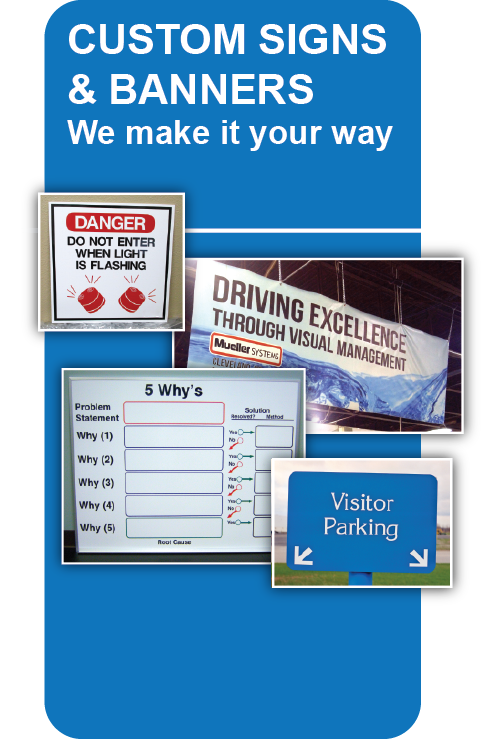 CUSTOM SIGNS
& BANNERS
We make it your way
DANGER
DO NOT ENTER
WHEN LIGHT
IS FLASHING
DRIVING EXCELLENCE
THROUGH VISUAL MANAGEMENT
Mueller SYSTEMS
5 Why's
Solution
Resolved? Method
Problem
Statement
Why (1)
Yes
No
Why (2)
Yes
No
Why (3)
Yes
No
Why (4)
Yes
No
Why (5)
Yes
Root Cause
Visitor
Parking